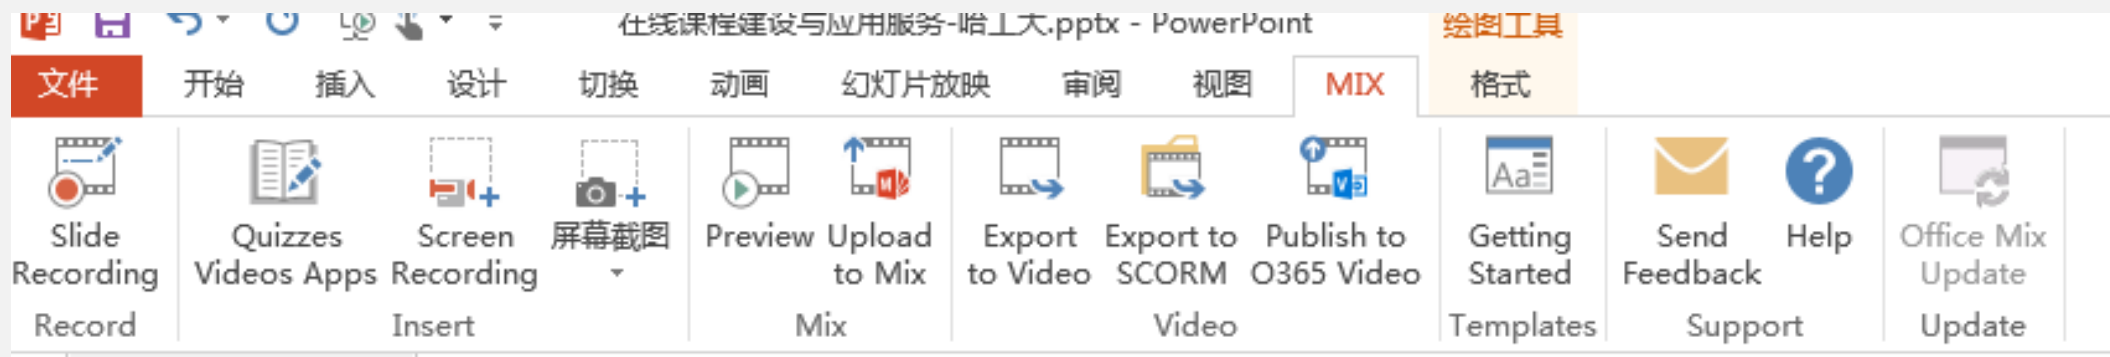 在线课程建设与应用服务-哈工大.pptx - PowerPoint
绘图工具
文件 开始 插入 设计 切换 动画 幻灯片放映 审阅 视图 MIX 格式
Slide Recording
Quizzes Videos Apps
Screen Recording
屏幕截图
Preview
Upload to Mix
Export to Video
Export to SCORM
Publish to O365 Video
Getting Started
Send Feedback
Help
Office Mix Update
Record Insert Mix Video Templates Support Update